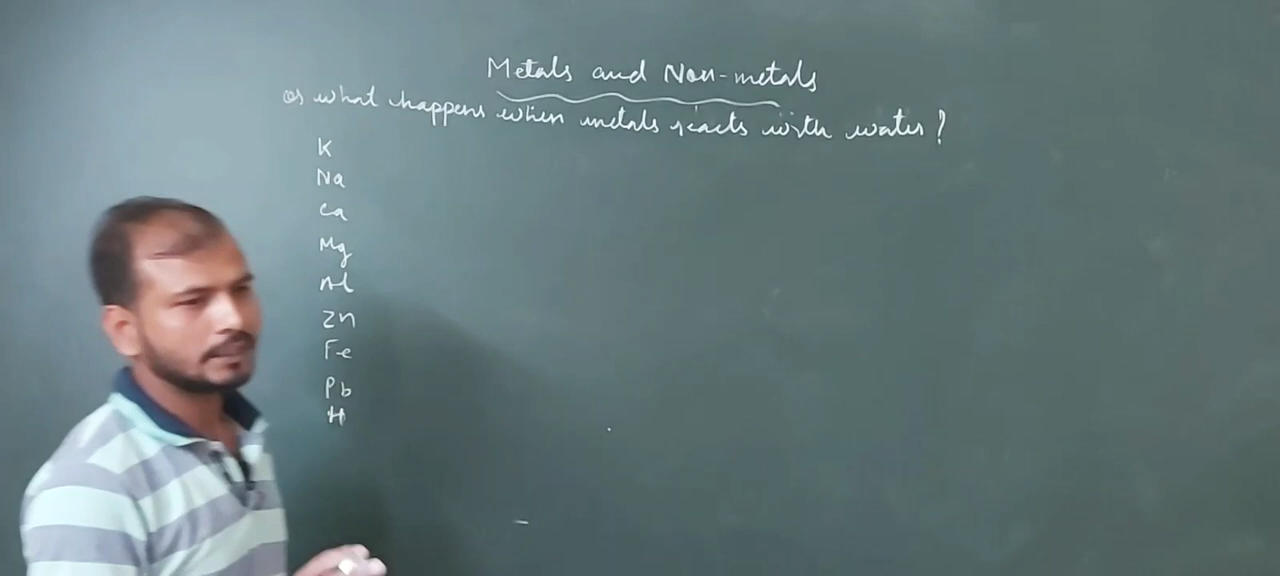 Metals and Non-metals
Q) what happens when metals reacts with water?
K
Na
Ca
Mg
Al
Zn
Fe
Pb
H